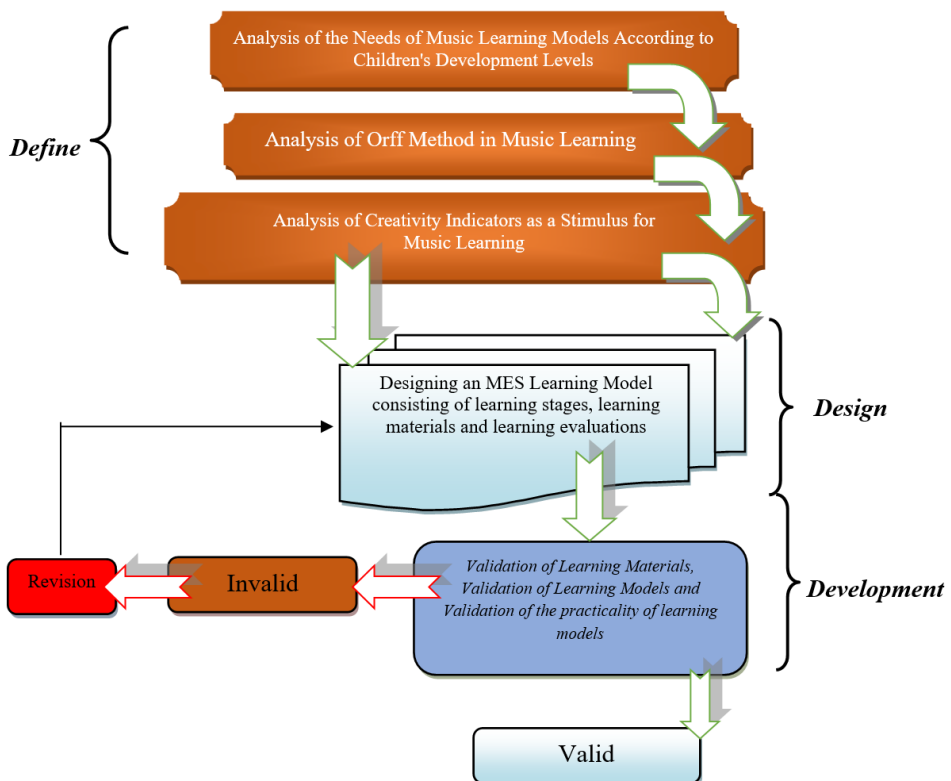 Analysis of the Needs of Music Learning Models According to
Children's Development Levels
Define
Analysis of Orff Method in Music Learning
Analysis of Creativity Indicators as a Stimulus for
Music Learning
Designing an MES Learning Model
consisting of learning stages, learning
materials and learning evaluations
Design
Revision
Invalid
Validation of Learning Materials,
Validation of Learning Models and
Validation of the practicality of learning
models
Development
Valid